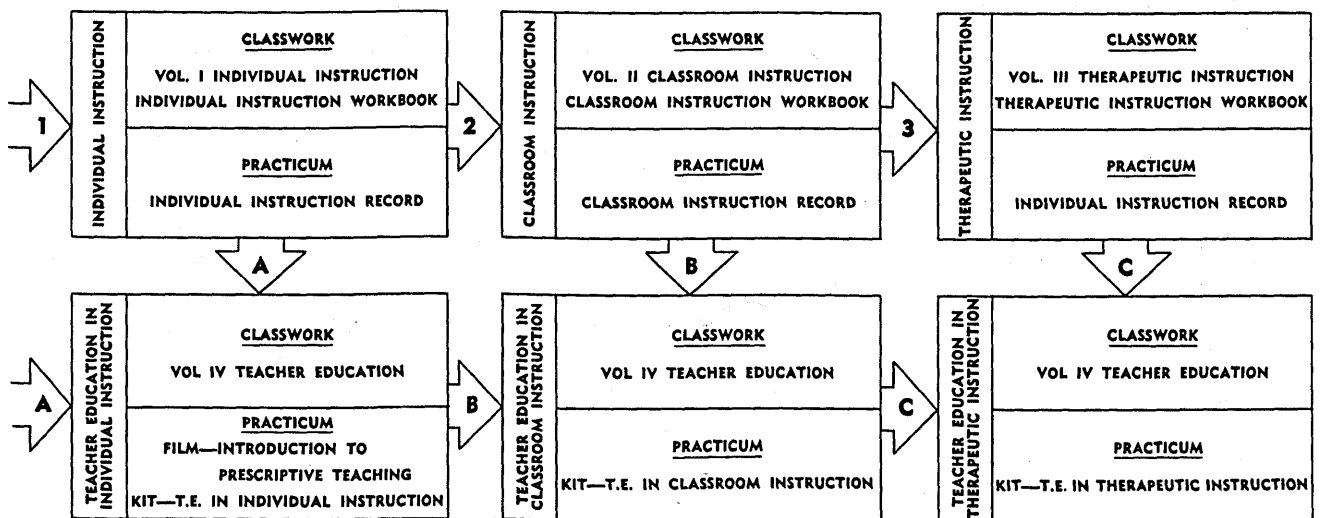 1
INDIVIDUAL INSTRUCTION
CLASSWORK
VOL. I INDIVIDUAL INSTRUCTION
INDIVIDUAL INSTRUCTION WORKBOOK
PRACTICUM
INDIVIDUAL INSTRUCTION RECORD
2
CLASSROOM INSTRUCTION
CLASSWORK
VOL. II CLASSROOM INSTRUCTION
CLASSROOM INSTRUCTION WORKBOOK
PRACTICUM
CLASSROOM INSTRUCTION RECORD
3
THERAPEUTIC INSTRUCTION
CLASSWORK
VOL. III THERAPEUTIC INSTRUCTION
THERAPEUTIC INSTRUCTION WORKBOOK
PRACTICUM
INDIVIDUAL INSTRUCTION RECORD
A
B
C
A
TEACHER EDUCATION IN
INDIVIDUAL INSTRUCTION
CLASSWORK
VOL IV TEACHER EDUCATION
PRACTICUM
FILM—INTRODUCTION TO
PRESCRIPTIVE TEACHING
KIT—T.E. IN INDIVIDUAL INSTRUCTION
B
TEACHER EDUCATION IN
CLASSROOM INSTRUCTION
CLASSWORK
VOL IV TEACHER EDUCATION
PRACTICUM
KIT—T.E. IN CLASSROOM INSTRUCTION
C
TEACHER EDUCATION IN
THERAPEUTIC INSTRUCTION
CLASSWORK
VOL IV TEACHER EDUCATION
PRACTICUM
KIT—T.E. IN THERAPEUTIC INSTRUCTION